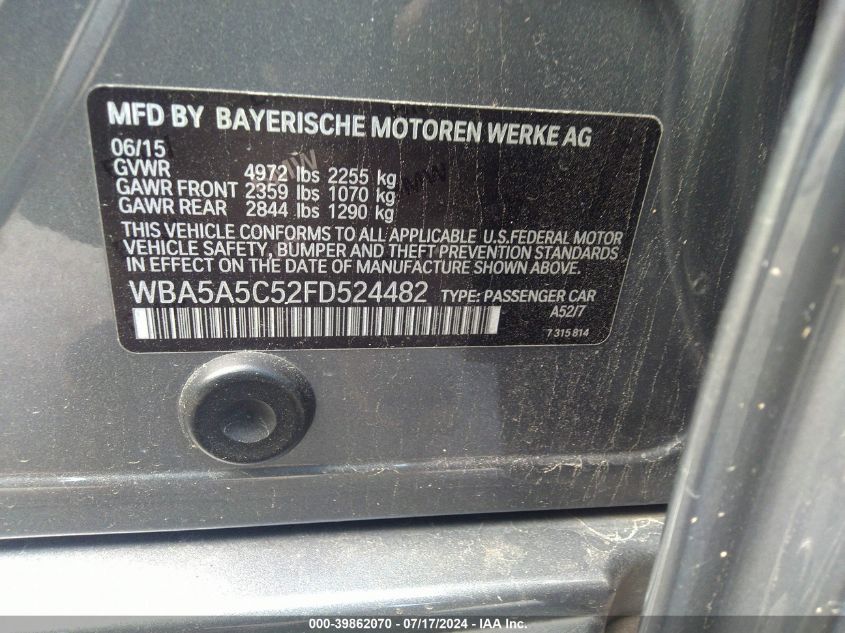 MFD BY BAYERISCHE MOTOREN WERKE AG
06/15
GVWR 4972 lbs 2255 kg
GAWR FRONT 2359 lbs 1070 kg
GAWR REAR 2844 lbs 1290 kg
THIS VEHICLE CONFORMS TO ALL APPLICABLE U.S.FEDERAL MOTOR
VEHICLE SAFETY, BUMPER AND THEFT PREVENTION STANDARDS
IN EFFECT ON THE DATE OF MANUFACTURE SHOWN ABOVE.
WBA5A5C52FD524482 TYPE: PASSENGER CAR
A52/7
7 315 814
000-39862070 - 07/17/2024 - IAA Inc.